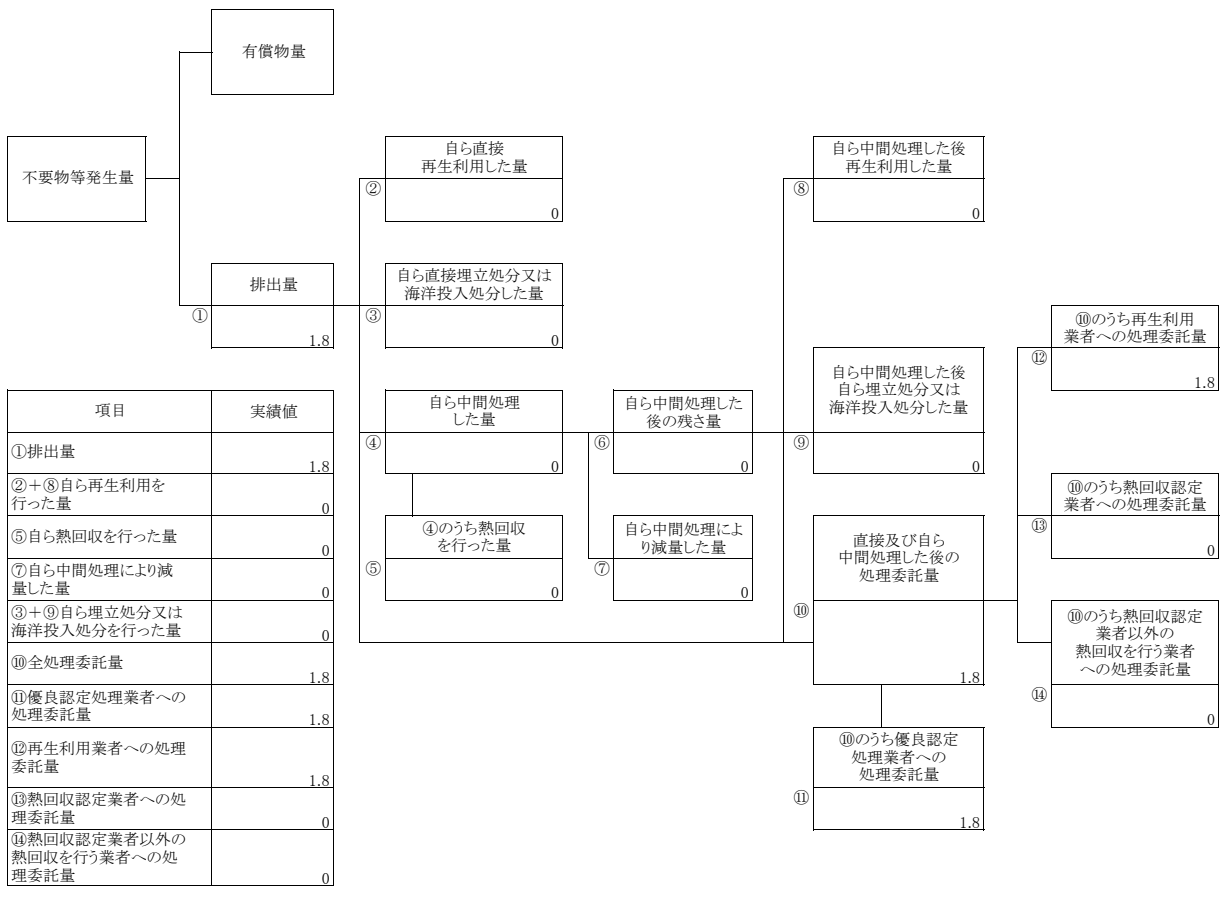 有償物量
不要物等発生量
排出量
①
1.8
自ら直接
再生利用した量
②
0
自ら直接埋立処分又は
海洋投入処分した量
③
0
自ら中間処理
した量
④
0
④のうち熱回収
を行った量
⑤
0
自ら中間処理した
後の残さ量
⑥
0
自ら中間処理によ
り減量した量
⑦
0
自ら中間処理した後
再生利用した量
⑧
0
自ら中間処理した後
自ら埋立処分又は
海洋投入処分した量
⑨
0
直接及び自ら
中間処理した後の
処理委託量
⑩
1.8
⑩のうち優良認定
処理業者への
処理委託量
⑪
1.8
⑩のうち再生利用
業者への処理委託量
⑫
1.8
⑩のうち熱回収認定
業者への処理委託量
⑬
0
⑩のうち熱回収認定
業者以外の
熱回収を行う業者
への処理委託量
⑭
0
項目 実績値
①排出量
1.8
②+⑧自ら再生利用を
行った量
0
⑤自ら熱回収を行った量
0
⑦自ら中間処理により減
量した量
0
③+⑨自ら埋立処分又は
海洋投入処分を行った量
0
⑩全処理委託量
1.8
⑪優良認定処理業者への
処理委託量
1.8
⑫再生利用業者への処理
委託量
1.8
⑬熱回収認定業者への処
理委託量
0
⑭熱回収認定業者以外の
熱回収を行う業者への処
理委託量
0